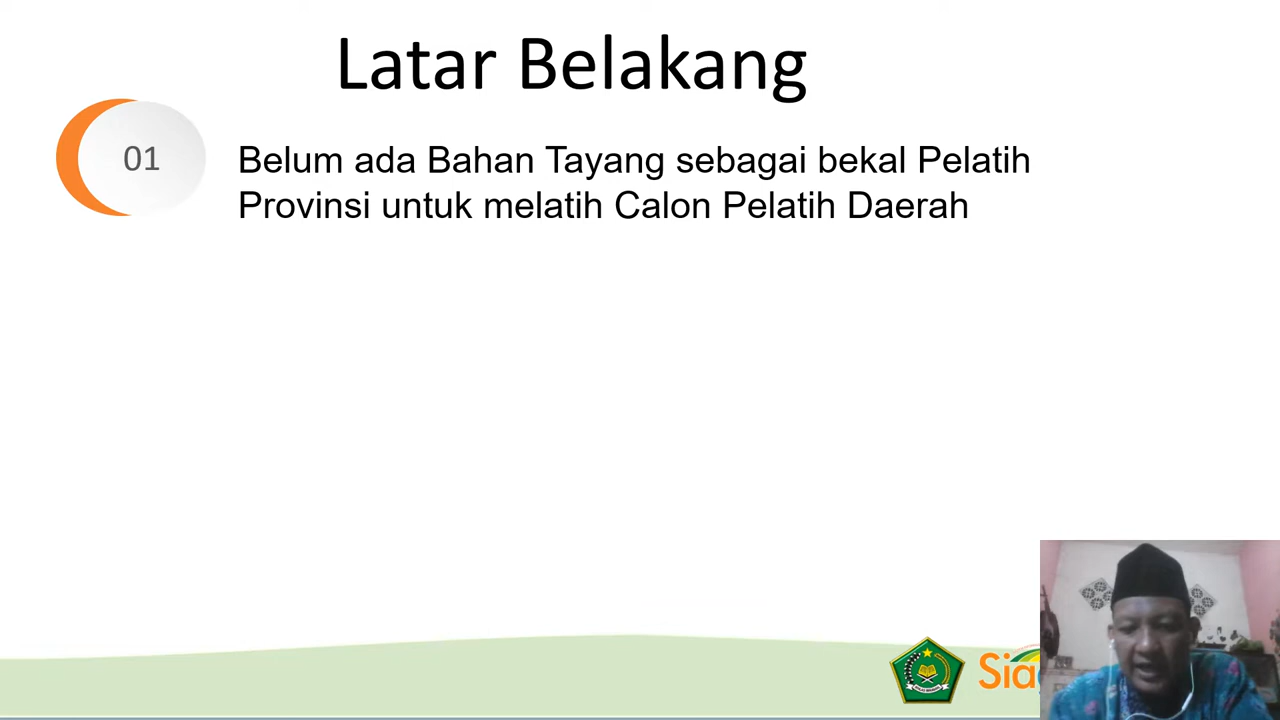 Latar Belakang
01
Belum ada Bahan Tayang sebagai bekal Pelatih
Provinsi untuk melatih Calon Pelatih Daerah